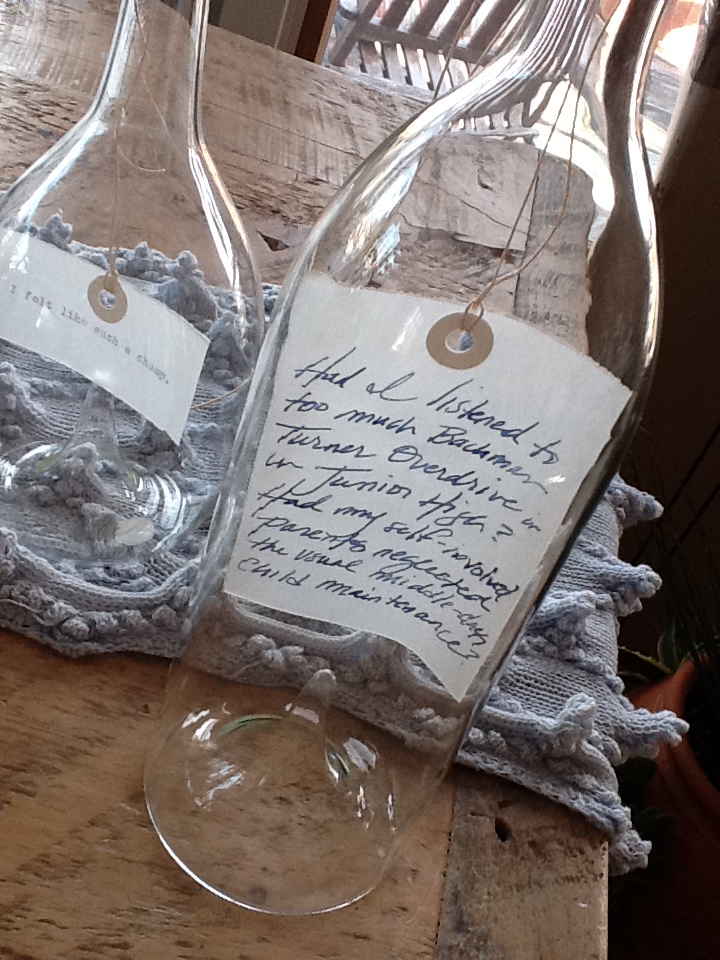 I felt like such a chump.
Had I listened to
too much Bachman
Turner Overdrive in
in Junior High?
Had my self-involved
parents neglected
the usual middle-class
child maintenance?